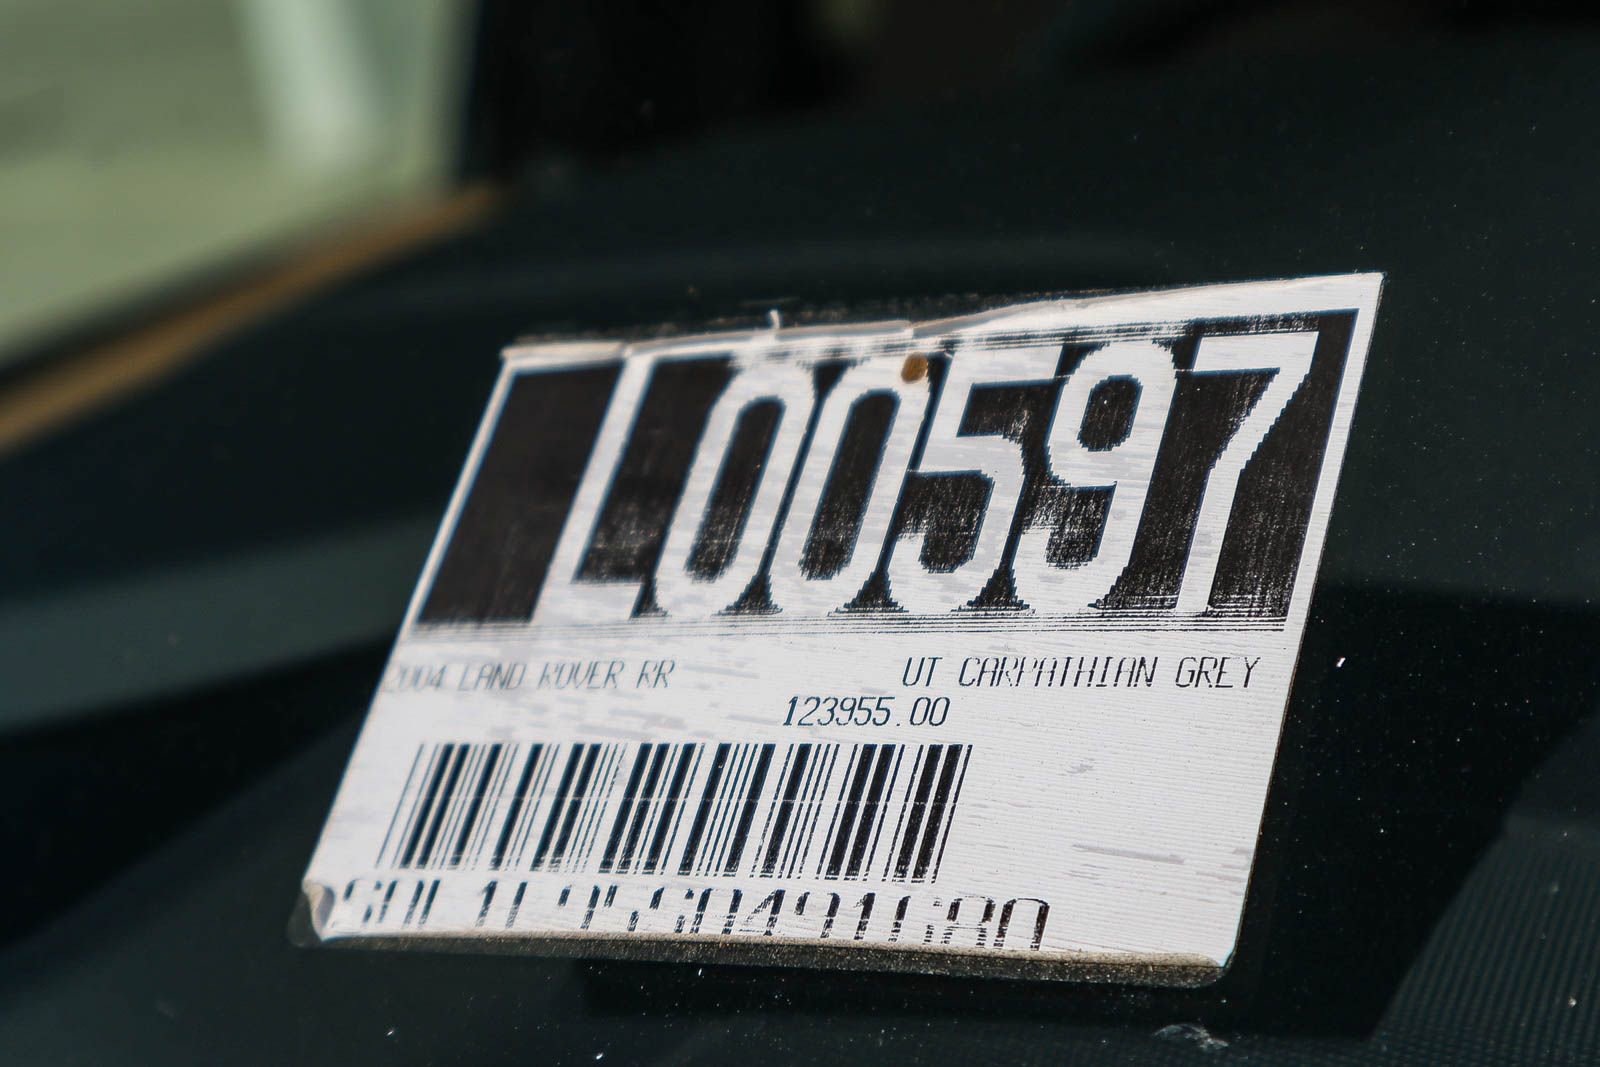 L00597
2004 LAND ROVER RR UT CARPATHIAN GREY
123955.00